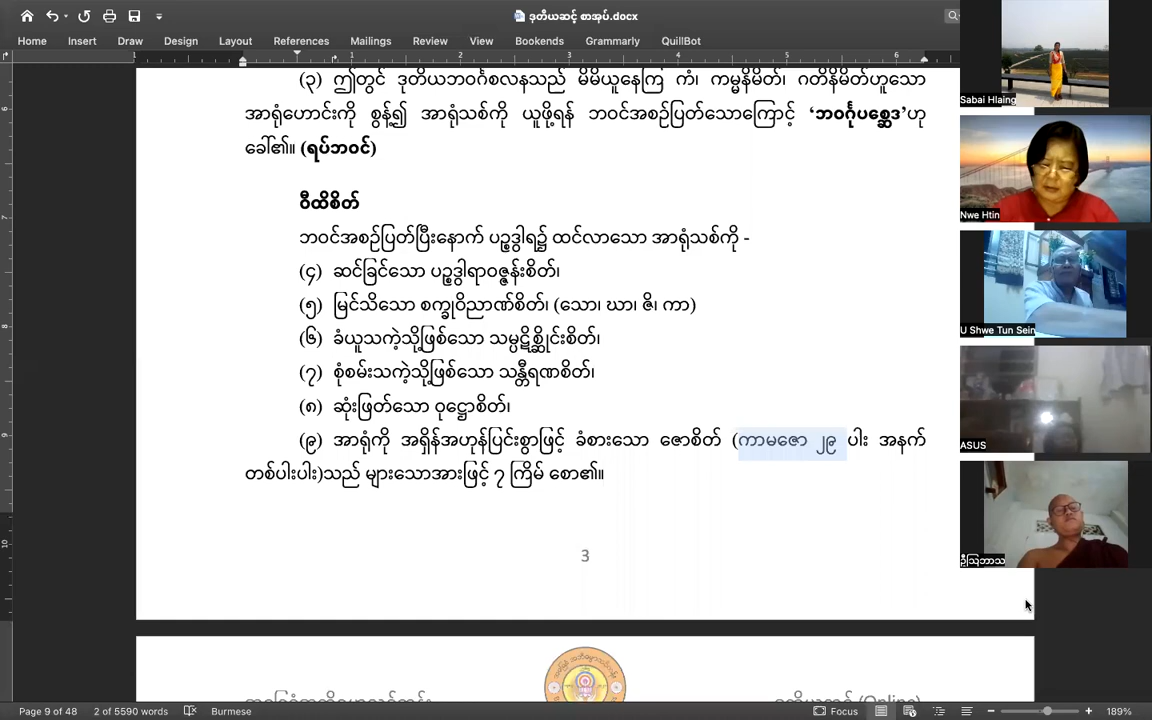 ဒုတိယဆင့် စာအုပ်.docx
Home Insert Draw Design Layout References Mailings Review View Bookends Grammarly QuillBot
(၃) ဤတွင် ဒုတိယဘဝင်္ဂစလနသည် မိမိယူနေကြ ကံ၊ ကမ္မနိမိတ်၊ ဂတိနိမိတ်ဟူသော
အာရုံဟောင်းကို စွန့်၍ အာရုံသစ်ကို ယူဖို့ရန် ဘဝင်အစဉ်ပြတ်သောကြောင့် ‘ဘဝင်္ဂုပစ္ဆေဒ’ဟု
ခေါ်၏။ (ရပ်ဘဝင်)
ဝီထိစိတ်
ဘဝင်အစဉ်ပြတ်ပြီးနောက် ပဉ္စဒွါရ၌ ထင်လာသော အာရုံသစ်ကို -
(၄) ဆင်ခြင်သော ပဉ္စဒွါရာဝဇ္ဇန်းစိတ်၊
(၅) မြင်သိသော စက္ခုဝိညာဏ်စိတ်၊ (သော၊ ဃာ၊ ဇိ၊ ကာ)
(၆) ခံယူသကဲ့သို့ဖြစ်သော သမ္ပဋိစ္ဆိုင်းစိတ်၊
(၇) စုံစမ်းသကဲ့သို့ဖြစ်သော သန္တီရဏစိတ်၊
(၈) ဆုံးဖြတ်သော ဝုဋ္ဌောစိတ်၊
(၉) အာရုံကို အရှိန်အဟုန်ပြင်းစွာဖြင့် ခံစားသော ဇောစိတ် (ကာမဇော ၂၉ ပါး အနက်
တစ်ပါးပါး)သည် များသောအားဖြင့် ၇ ကြိမ် စော၏။
3
Sabai Hlaing
Nwe Htin
U Shwe Tun Sein
ASUS
ဦးဩဘာသ
Page 9 of 48 2 of 5590 words Burmese Focus 189%